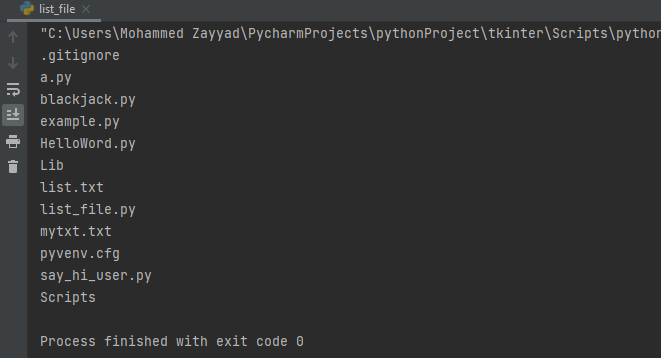 list_file
"C:\Users\Mohammed Zayyad\PycharmProjects\pythonProject\tkinter\Scripts\python
.gitignore
a.py
blackjack.py
example.py
HelloWord.py
Lib
list.txt
list_file.py
mytxt.txt
pyvenv.cfg
say_hi_user.py
Scripts
Process finished with exit code 0